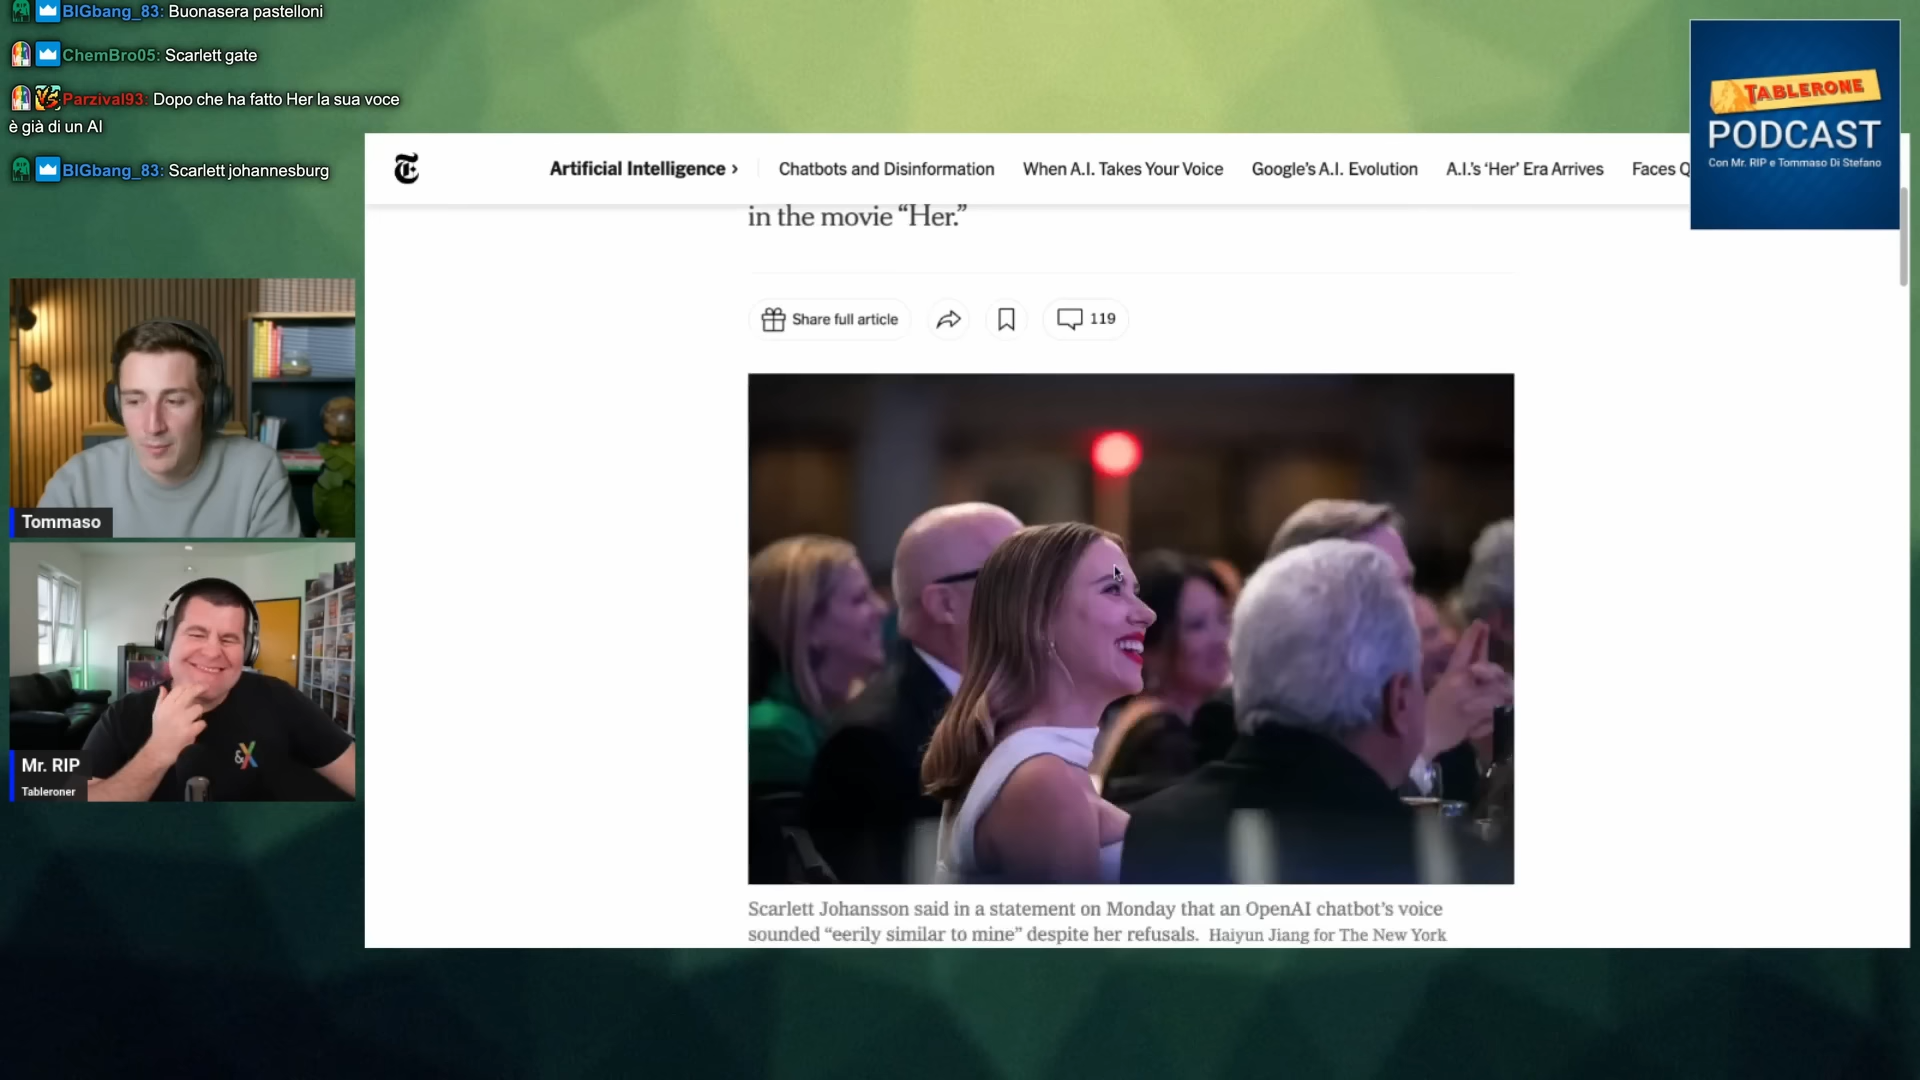 BIGbang_83: Buonasera pastelloni
ChemBro05: Scarlett gate
Parzival93: Dopo che ha fatto Her la sua voce
è già di un AI
BIGbang_83: Scarlett johannesburg
TABLERONE
PODCAST
Con Mr. RIP e Tommaso Di Stefano
Artificial Intelligence › Chatbots and Disinformation When A.I. Takes Your Voice Google's A.I. Evolution A.I.'s ‘Her’ Era Arrives Faces Q
in the movie “Her.”
Share full article 119
Tommaso
Mr. RIP
Tableroner
&X
Scarlett Johansson said in a statement on Monday that an OpenAI chatbot's voice
sounded “eerily similar to mine” despite her refusals. Haiyun Jiang for The New York